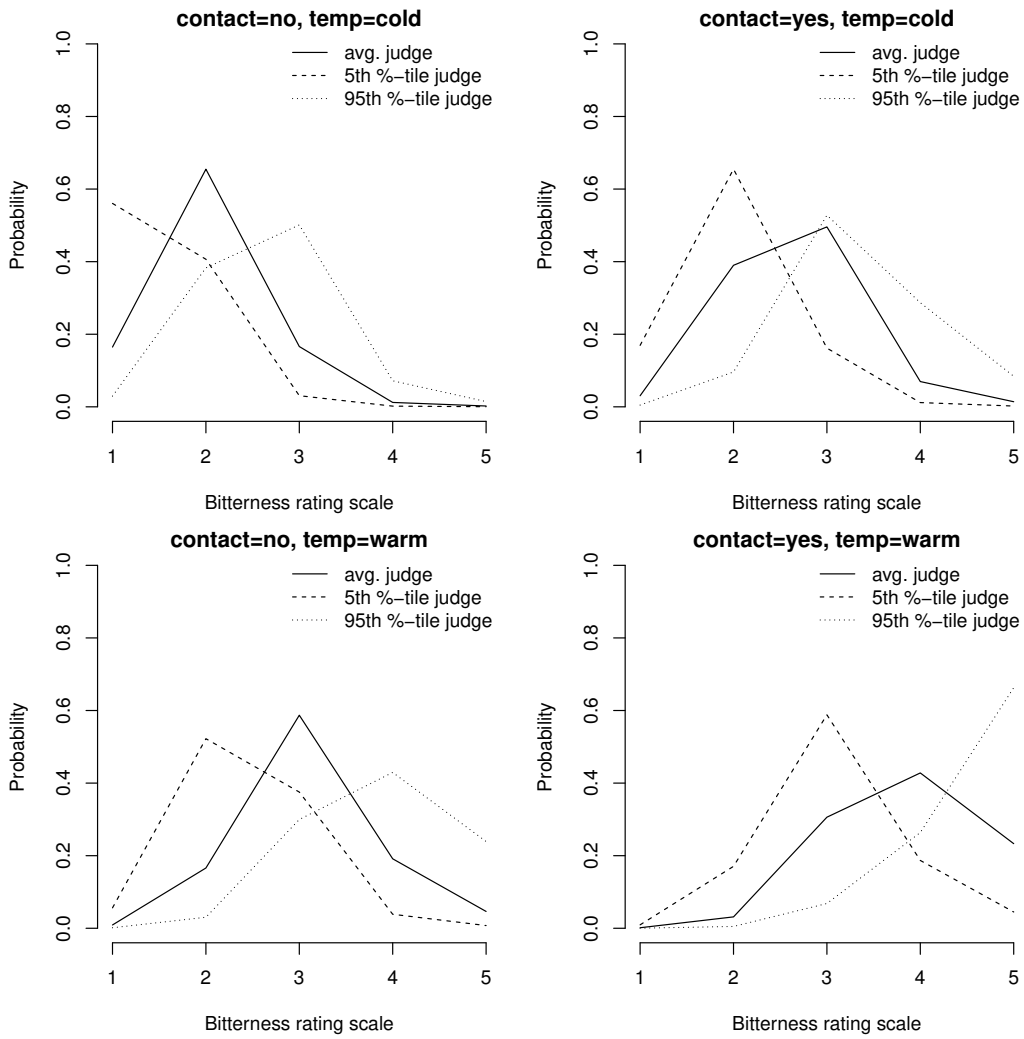 contact=no, temp=cold
avg. judge
5th %−tile judge
95th %−tile judge
Probability
0.0 0.2 0.4 0.6 0.8 1.0
1 2 3 4 5
Bitterness rating scale
contact=yes, temp=cold
avg. judge
5th %−tile judge
95th %−tile judge
Probability
0.0 0.2 0.4 0.6 0.8 1.0
1 2 3 4 5
Bitterness rating scale
contact=no, temp=warm
avg. judge
5th %−tile judge
95th %−tile judge
Probability
0.0 0.2 0.4 0.6 0.8 1.0
1 2 3 4 5
Bitterness rating scale
contact=yes, temp=warm
avg. judge
5th %−tile judge
95th %−tile judge
Probability
0.0 0.2 0.4 0.6 0.8 1.0
1 2 3 4 5
Bitterness rating scale